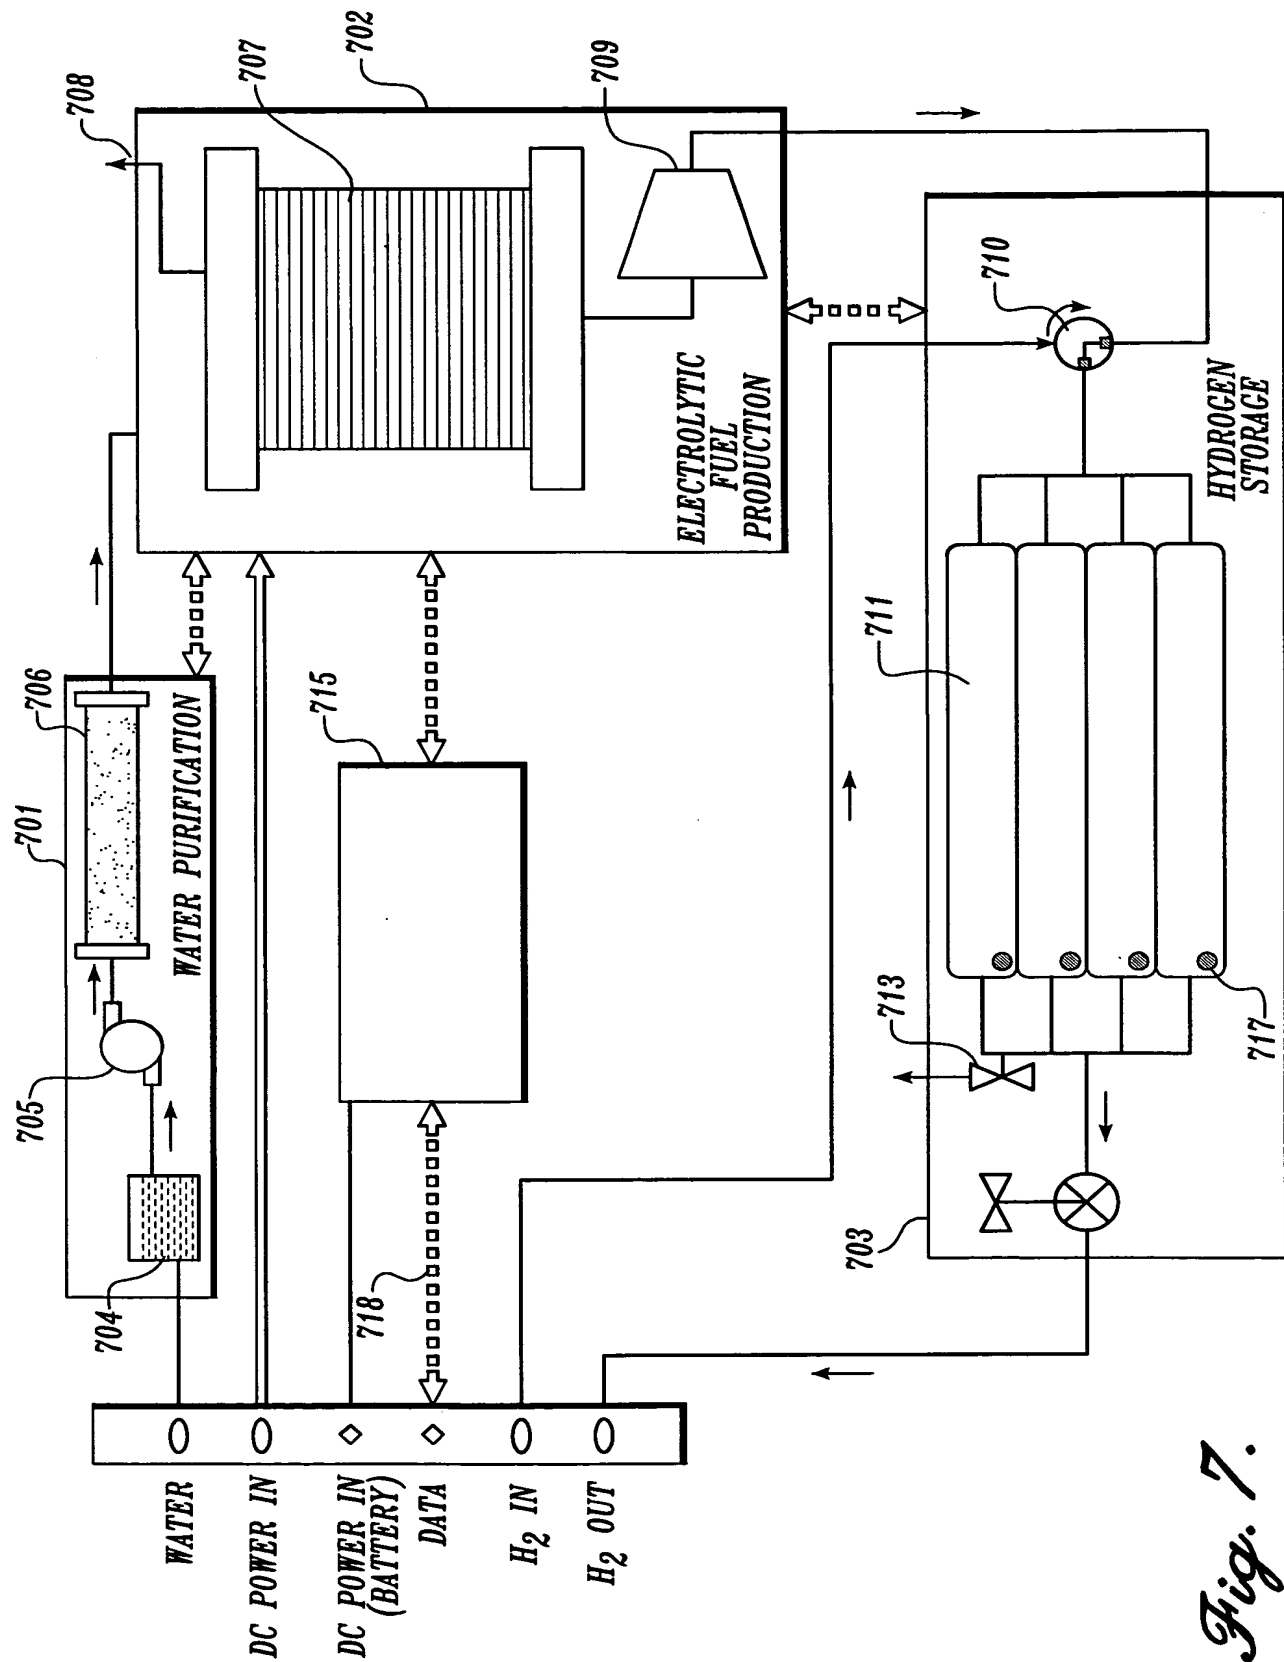 708
702
707
709
706
701
WATER PURIFICATION
705
704
715
718
ELECTROLYTIC
FUEL
PRODUCTION
710
HYDROGEN
STORAGE
711
713
717
703
WATER
DC POWER IN
DC POWER IN
(BATTERY)
DATA
H2 IN
H2 OUT
Fig. 7.